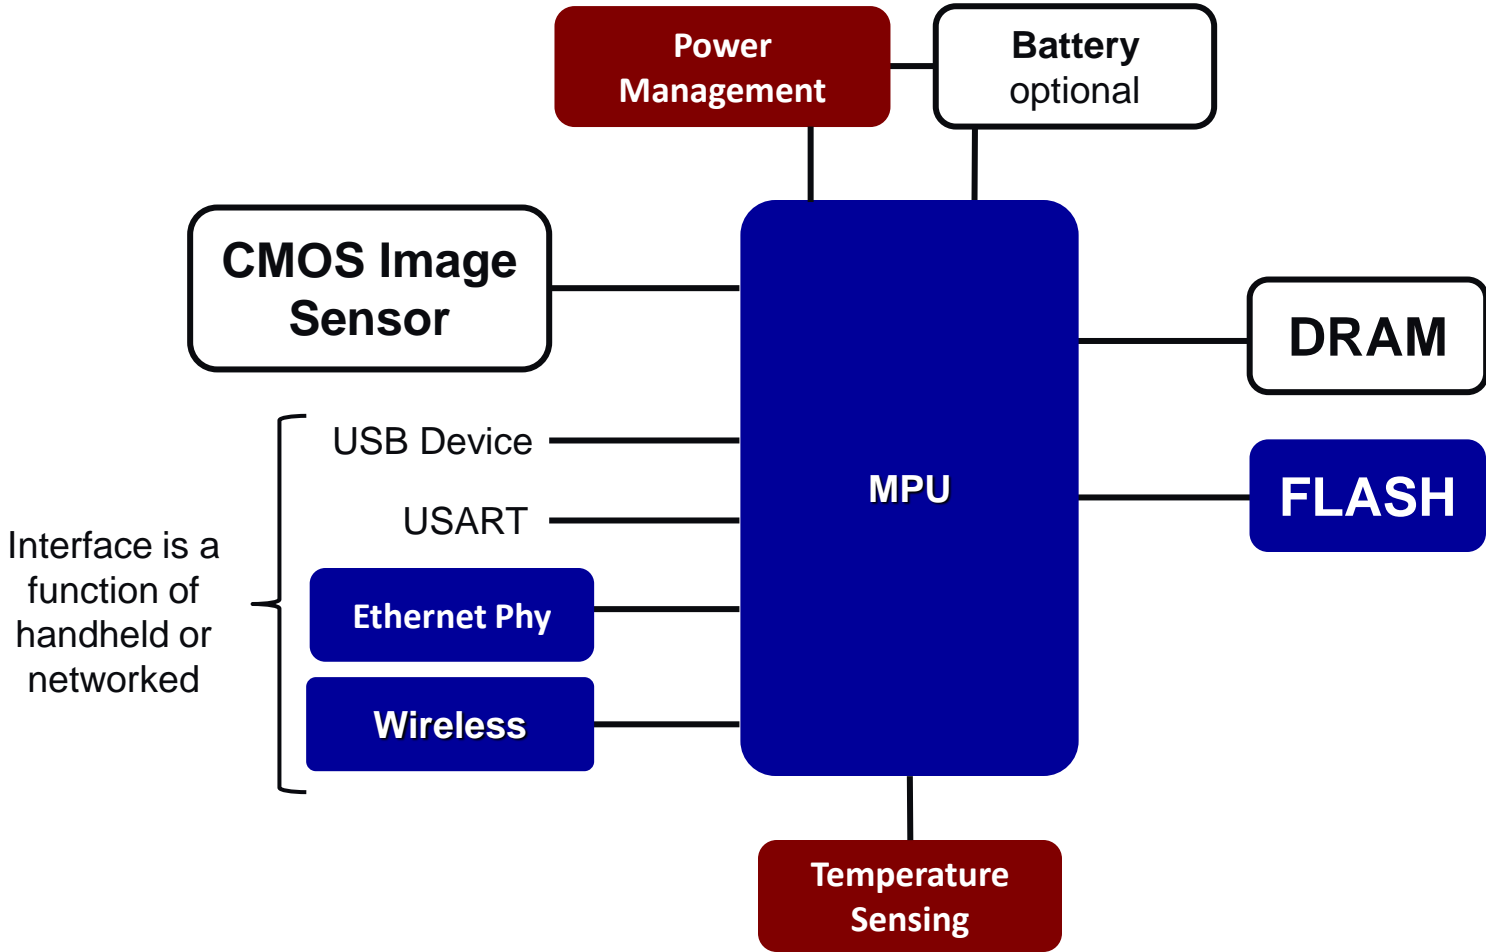 Power
Management
Battery
optional
CMOS Image
Sensor
DRAM
USB Device
MPU
FLASH
USART
Interface is a
function of
handheld or
networked
Ethernet Phy
Wireless
Temperature
Sensing